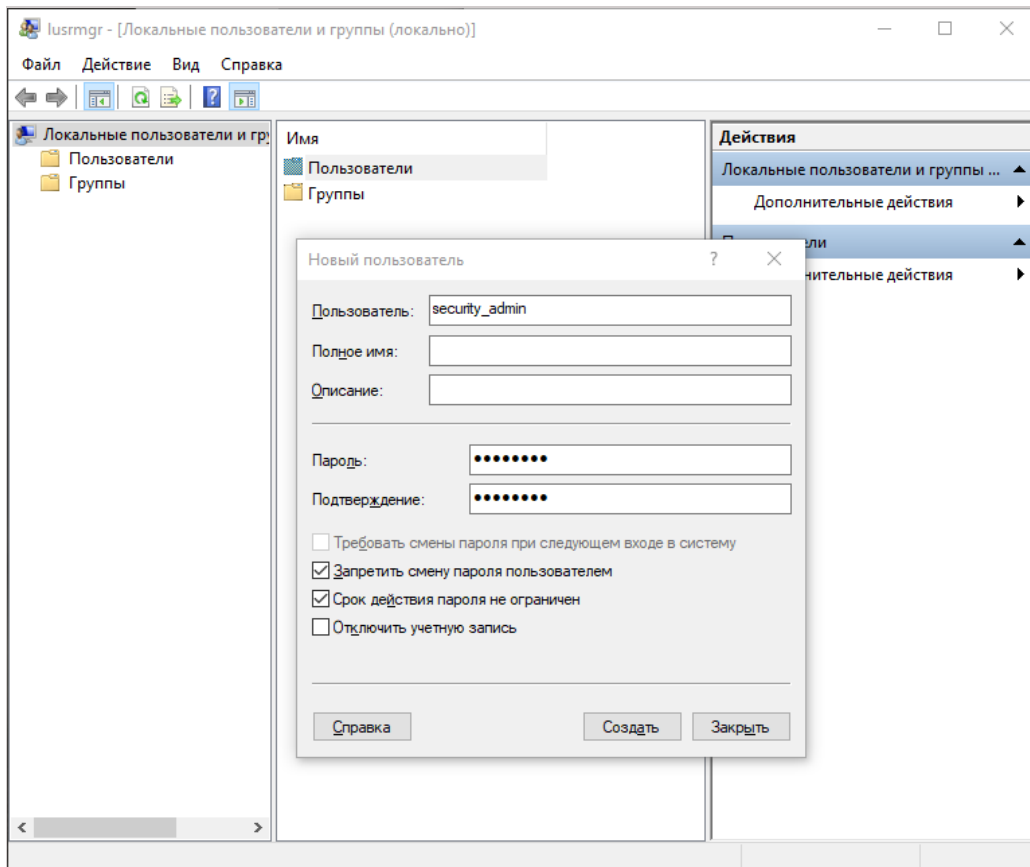 lusrmgr - [Локальные пользователи и группы (локально)]
Файл Действие Вид Справка
Локальные пользователи и гру
Пользователи
Группы
Имя
Пользователи
Группы
Действия
Локальные пользователи и группы ...
Дополнительные действия
Новый пользователь
Пользователь: security_admin
Полное имя:
Описание:
Пароль: ●●●●●●●●
Подтверждение: ●●●●●●●●
Требовать смены пароля при следующем входе в систему
Запретить смену пароля пользователем
Срок действия пароля не ограничен
Отключить учетную запись
Справка Создать Закрыть